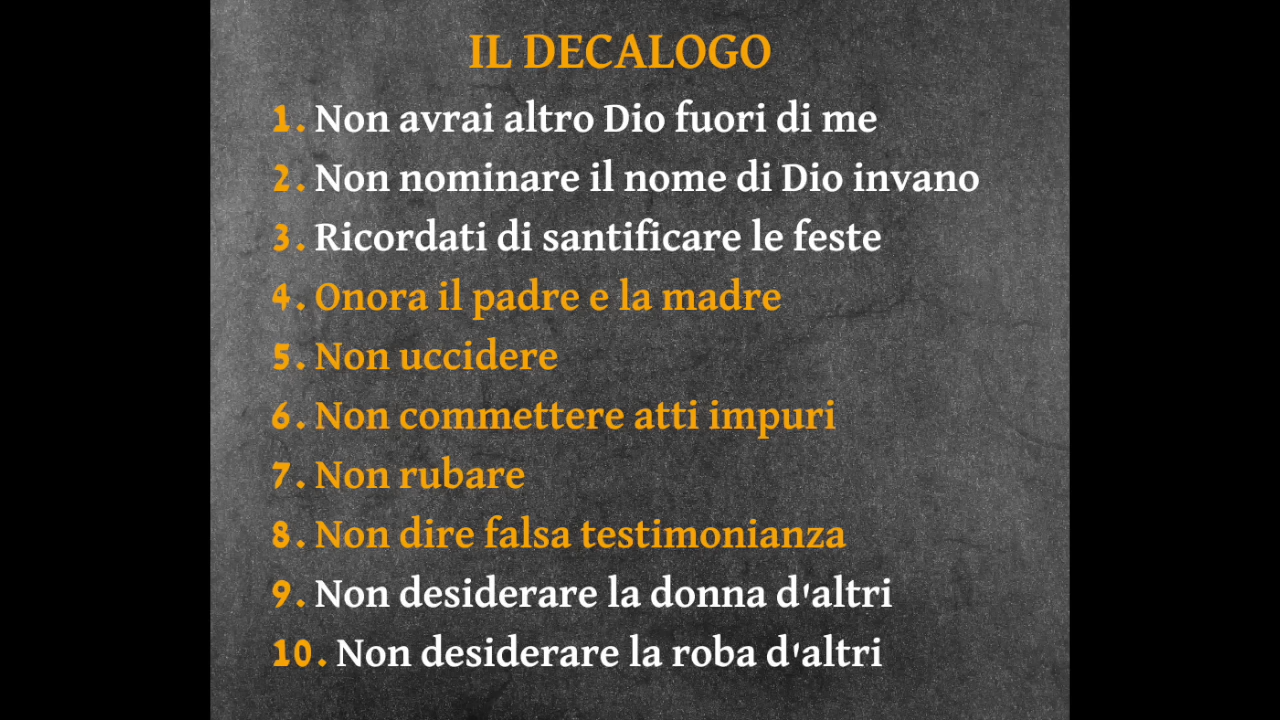 IL DECALOGO
1. Non avrai altro Dio fuori di me
2. Non nominare il nome di Dio invano
3. Ricordati di santificare le feste
4. Onora il padre e la madre
5. Non uccidere
6. Non commettere atti impuri
7. Non rubare
8. Non dire falsa testimonianza
9. Non desiderare la donna d'altri
10. Non desiderare la roba d'altri